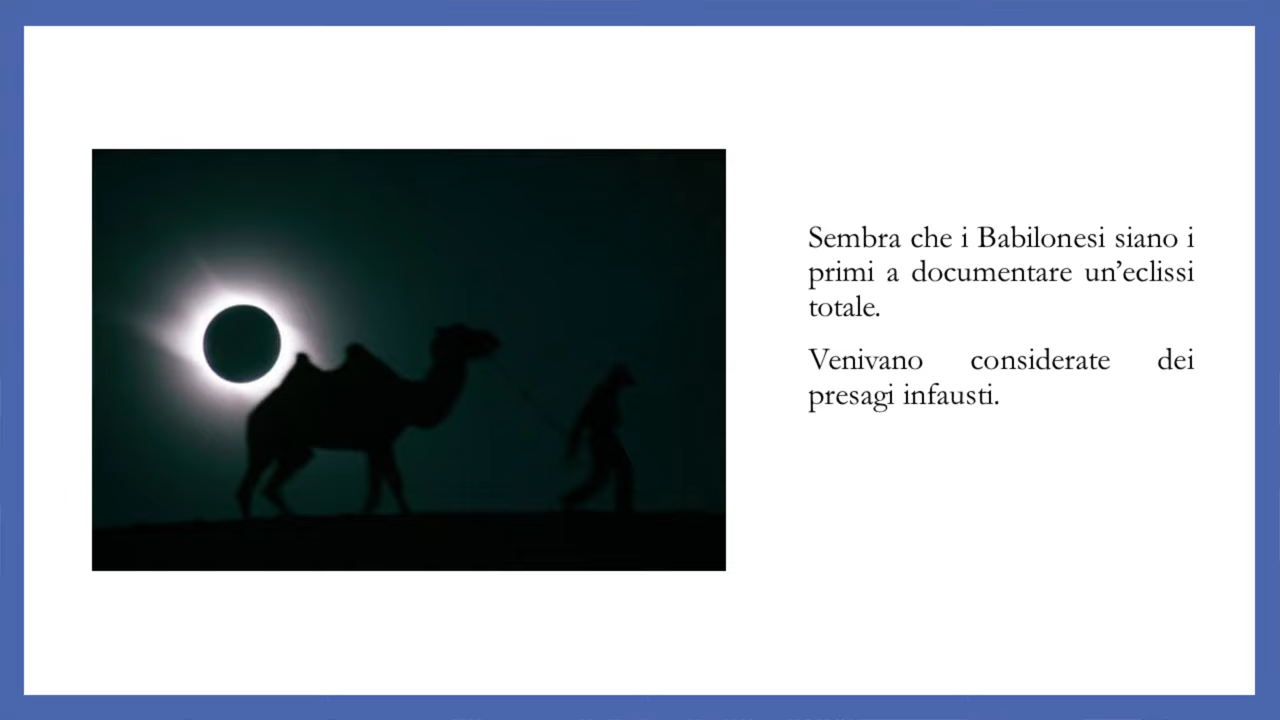 Sembra che i Babilonesi siano i
primi a documentare un’eclissi
totale.
Venivano considerate dei
presagi infausti.